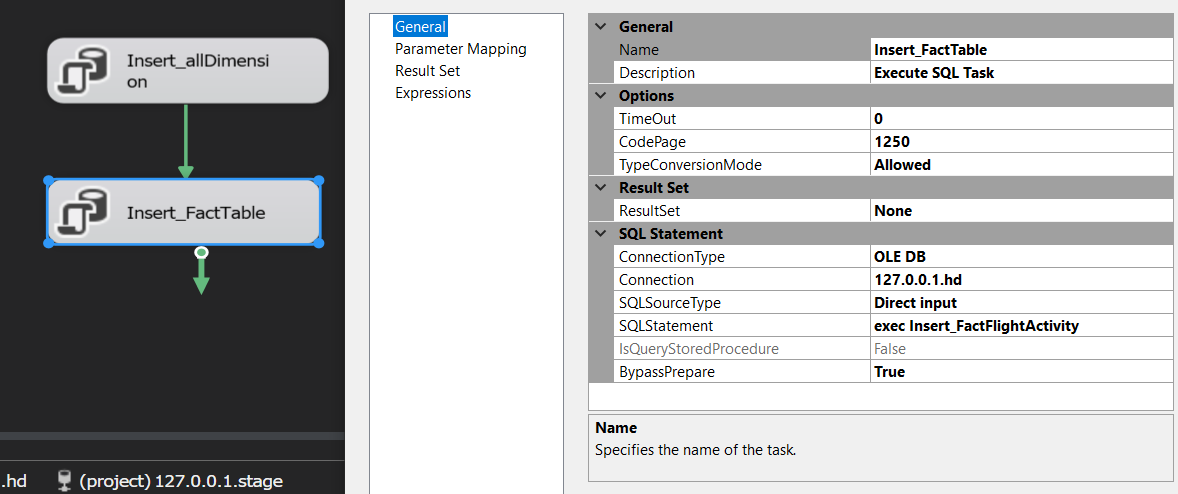 Insert_allDimensi
on
Insert_FactTable
.hd (project) 127.0.0.1.stage
General
Parameter Mapping
Result Set
Expressions
General
Name Insert_FactTable
Description Execute SQL Task
Options
TimeOut 0
CodePage 1250
TypeConversionMode Allowed
Result Set
ResultSet None
SQL Statement
ConnectionType OLE DB
Connection 127.0.0.1.hd
SQLSourceType Direct input
SQLStatement exec Insert_FactFlightActivity
IsQueryStoredProcedure False
BypassPrepare True
Name
Specifies the name of the task.